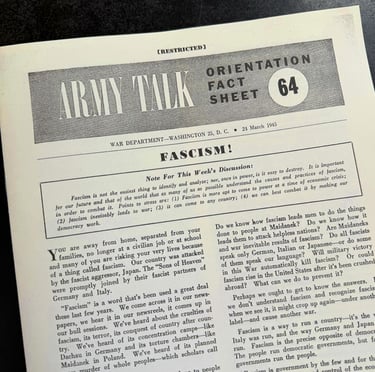 [RESTRICTED]
ARMY TALK
ORIENTATION
FACT
SHEET
64
WAR DEPARTMENT—WASHINGTON 25, D. C. • 24 March 1945
FASCISM!
Note For This Week's Discussion:
Fascism is not the easiest thing to identify and analyze; nor, once in power, is it easy to destroy. It is important
for our future and that of the world that as many of us as possible understand the causes and practices of fascism,
in order to combat it. Points to stress are: (1) Fascism is more apt to come to power at a time of economic crisis;
(2) fascism inevitably leads to war; (3) it can come to any country; (4) we can best combat it by making our
democracy work.
YOU are away from home, separated from your
families, no longer at a civilian job or at school
and many of you are risking your very lives because
of a thing called fascism. Our country was attacked
by the fascist aggressor, Japan. The "Sons of Heaven"
were promptly joined by their fascist partners of
Germany and Italy.
"Fascism" is a word that's been used a great deal
these last few years. We come across it in our news-
papers, we hear it in our newsreels, it comes up in
our bull sessions. We've heard about the cruelties of
fascism, its terror, its conquest of country after coun-
try. We've heard of its concentration camps—like
Dachau in Germany and its torture chambers—like
Maidanek in Poland. We've heard of its planned
murder of whole peoples—which scholars call
Do we know how fascism leads men to do the things
done to people at Maidanek? Do we know how it
leads them to attack helpless nations? Are Maidaneks
and war inevitable results of fascism? Do all fascists
speak only German, Italian or Japanese—or do some
of them speak our language? Will military victory
in this war automatically kill fascism? Or could
fascism rise in the United States after it's been crushed
abroad? What can we do to prevent it?
Perhaps we ought to get to know the answers. If
we don't understand fascism and recognize fascists
when we see it, it might crop up again—under another
label—and cause another war.
Fascism is a way to run a country—it's the way
Italy was run, the way Germany and Japan are
run. Fascism is the precise opposite of democracy.
The people run democratic governments, but fascist
governments run the people.
fascism is government by the few and for the